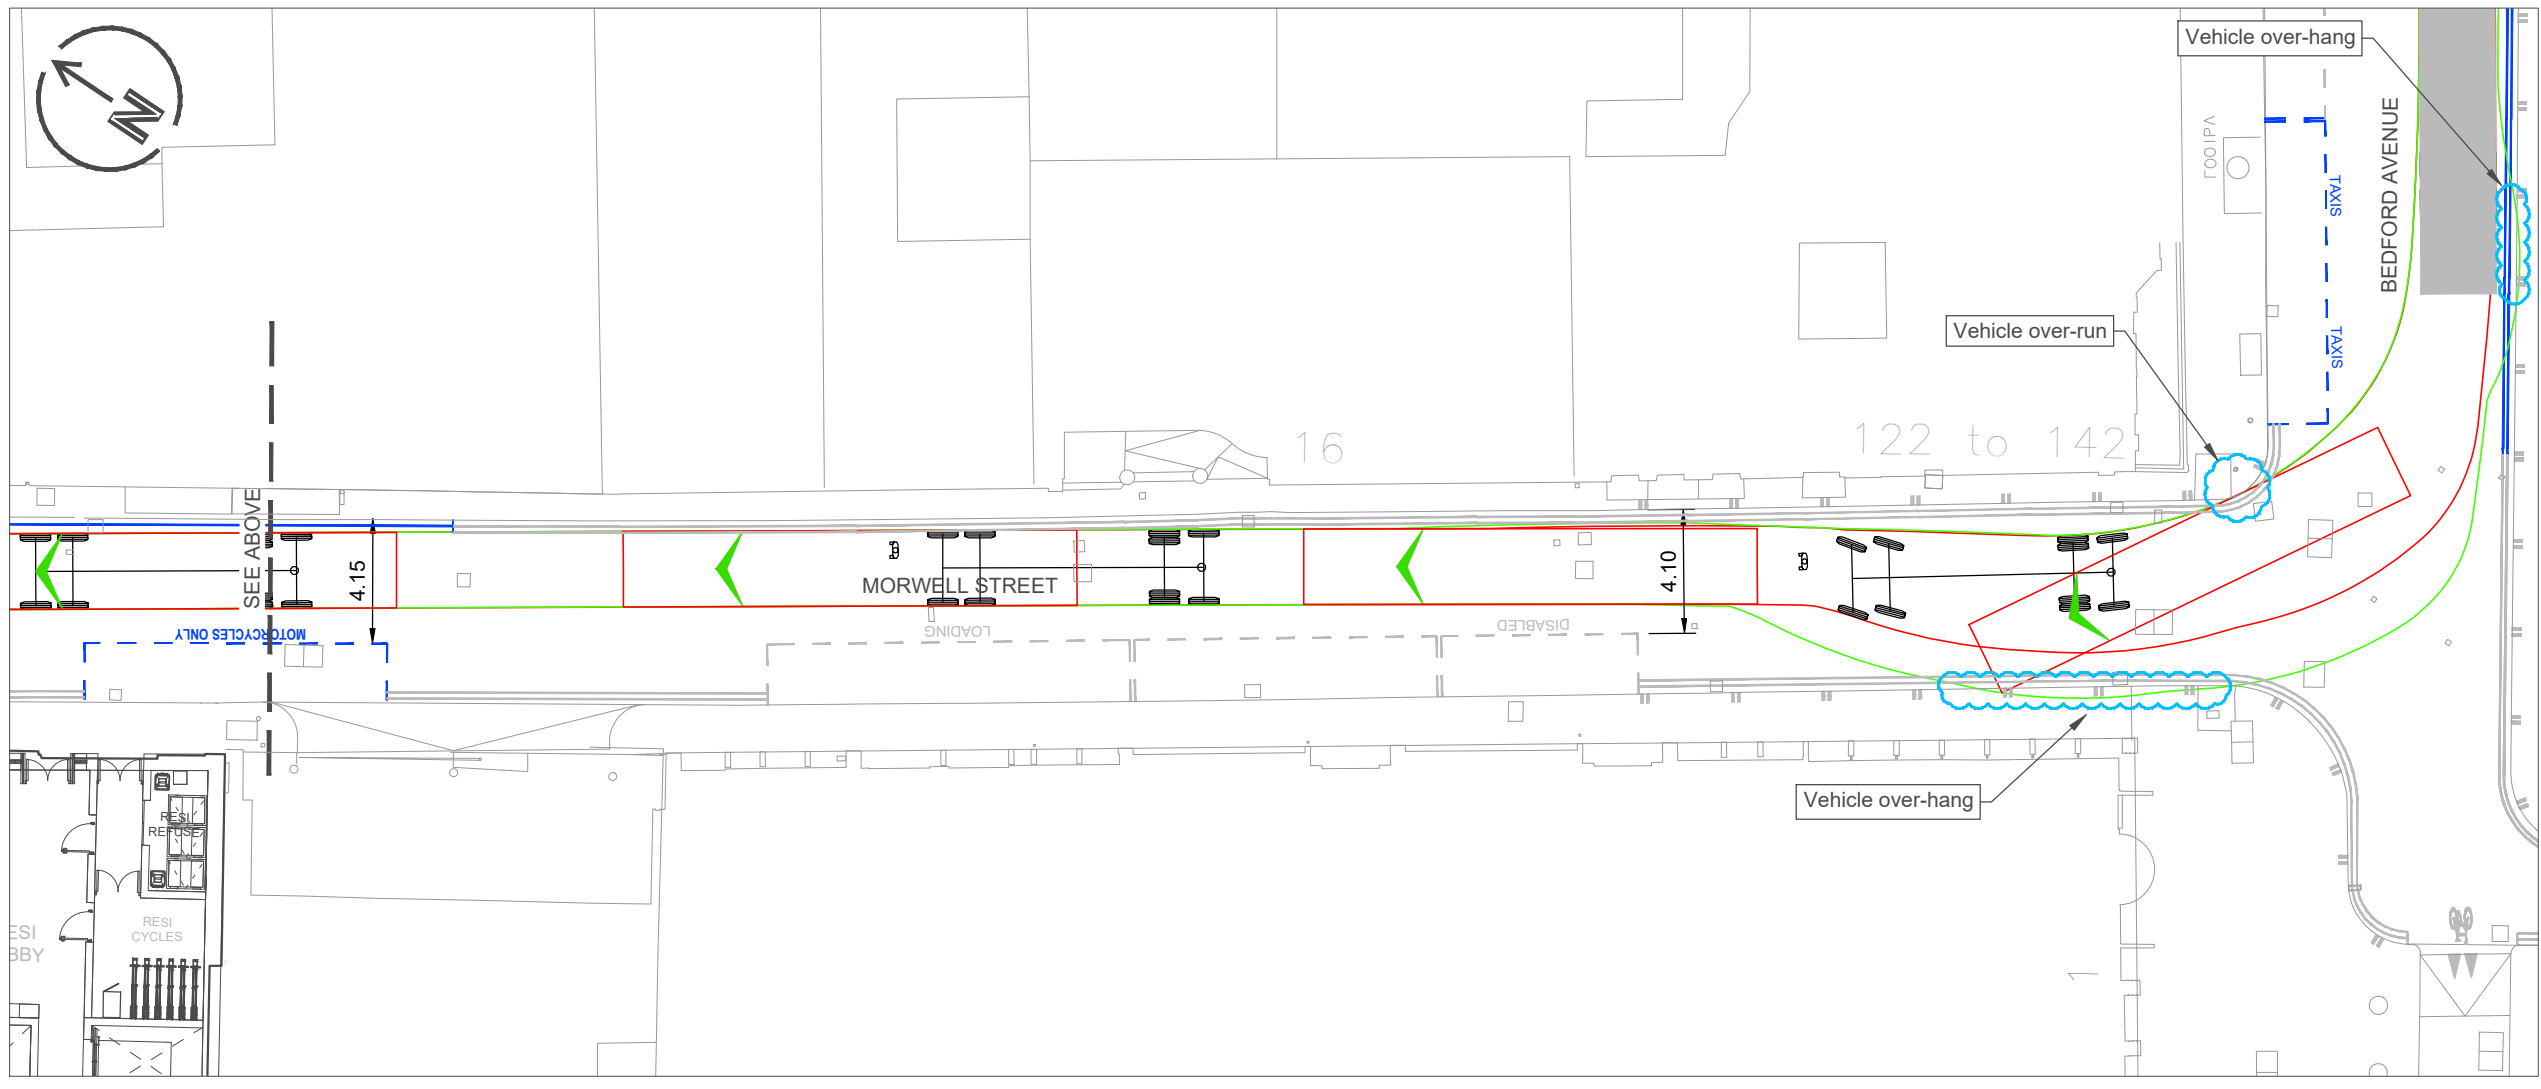 Vehicle over-hang
N
BEDFORD AVENUE
TAXIS
TAXIS
Vehicle over-run
16
122 to 142
SEE ABOVE
4.15
MORWELL STREET
4.10
MOTORCYCLES ONLY
LOADING
DISABLED
Vehicle over-hang
RESI
REFUSE
RESI
CYCLES
ESI
BBY
1